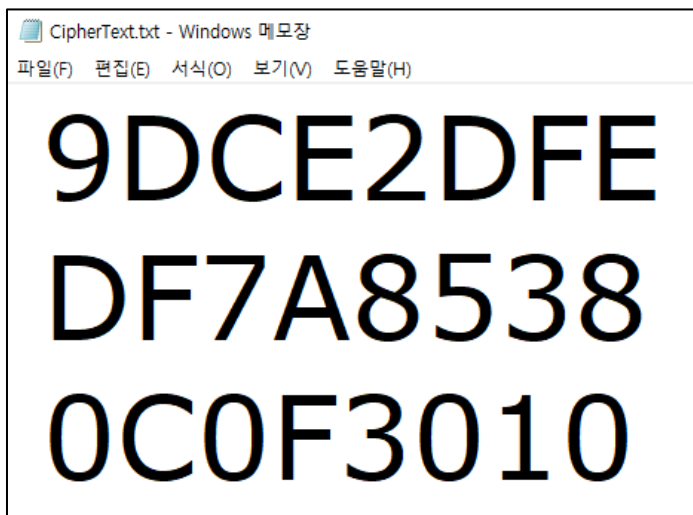 CipherText.txt - Windows 메모장
파일(F) 편집(E) 서식(O) 보기(V) 도움말(H)
9DCE2DFE
DF7A8538
0C0F3010